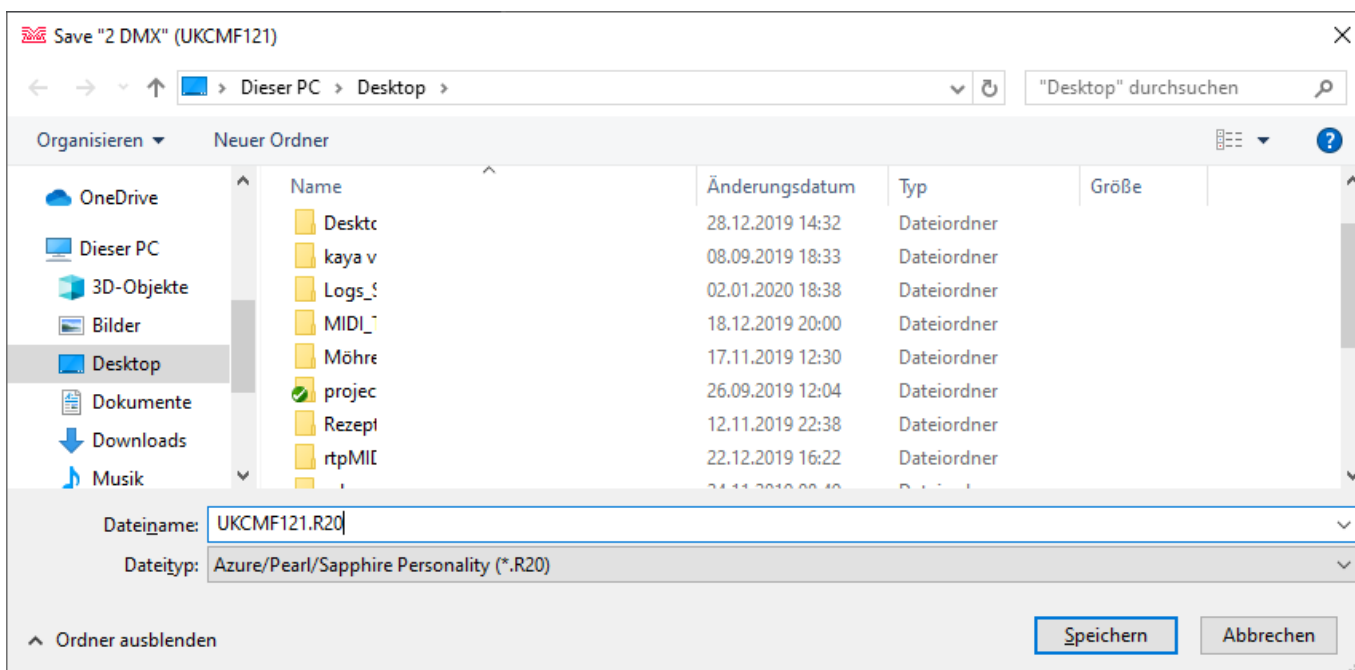 Save "2 DMX" (UKCMF121)
Dieser PC > Desktop >
"Desktop" durchsuchen
Organisieren
Neuer Ordner
OneDrive
Dieser PC
3D-Objekte
Bilder
Desktop
Dokumente
Downloads
Musik
Name Änderungsdatum Typ Größe
Deskto 28.12.2019 14:32 Dateiordner
kaya v 08.09.2019 18:33 Dateiordner
Logs_S 02.01.2020 18:38 Dateiordner
MIDI_T 18.12.2019 20:00 Dateiordner
Möhre 17.11.2019 12:30 Dateiordner
projec 26.09.2019 12:04 Dateiordner
Rezept 12.11.2019 22:38 Dateiordner
rtpMID 22.12.2019 16:22 Dateiordner
Dateiname: UKCMF121.R20
Dateityp: Azure/Pearl/Sapphire Personality (*.R20)
Ordner ausblenden
Speichern
Abbrechen